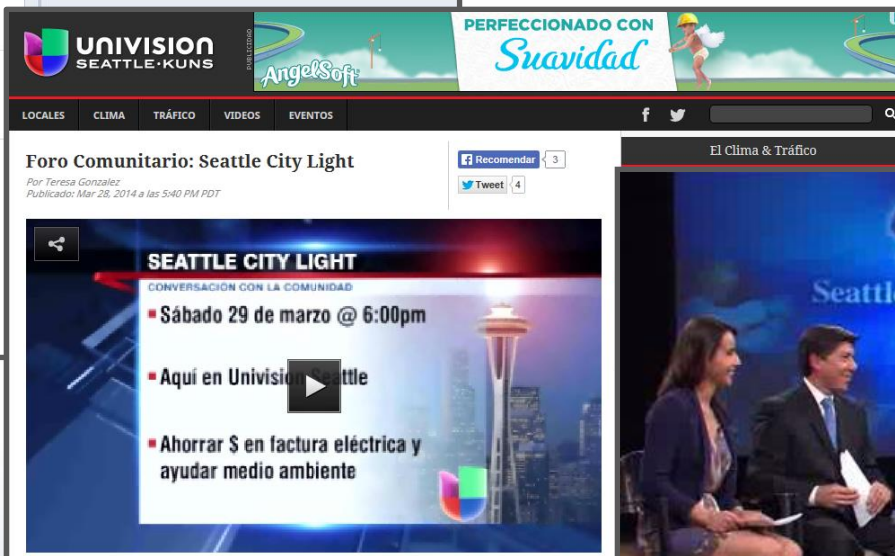 UNIVISION
SEATTLE·KUNS
PUBLICIDAD
AngelSoft
PERFECCIONADO CON
Suavidad
LOCALES CLIMA TRÁFICO VIDEOS EVENTOS
Foro Comunitario: Seattle City Light
Por Teresa Gonzalez
Publicado: Mar 28, 2014 a las 5:40 PM PDT
Recomendar 3
Tweet 4
El Clima & Tráfico
SEATTLE CITY LIGHT
CONVERSACIÓN CON LA COMUNIDAD
Sábado 29 de marzo @ 6:00pm
Aquí en Univision Seattle
Ahorrar $ en factura eléctrica y
ayudar medio ambiente
Seattl